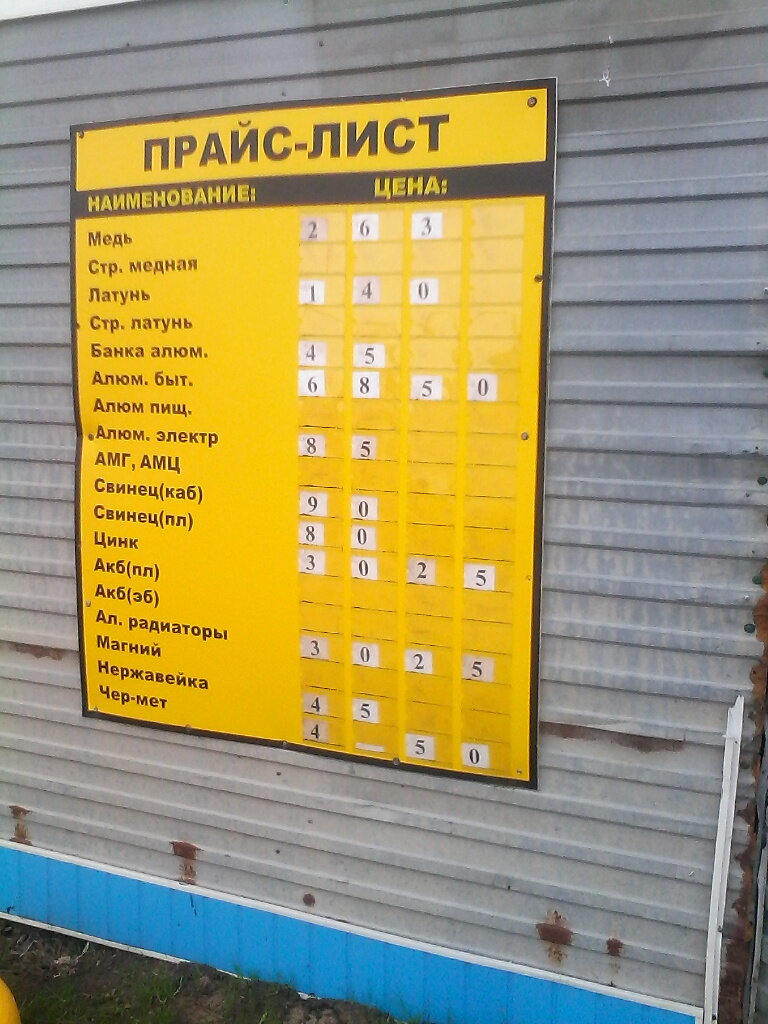 ПРАЙС-ЛИСТ
НАИМЕНОВАНИЕ: ЦЕНА:
Медь 2 6 3
Стр. медная
Латунь 1 4 0
Стр. латунь
Банка алюм. 4 5
Алюм. быт. 6 8 5 0
Алюм пищ.
Алюм. электр 8 5
АМГ, АМЦ
Свинец(каб) 9 0
Свинец(пл) 8 0
Цинк 3 0 2 5
Акб(пл)
Акб(эб)
Ал. радиаторы 3 0 2 5
Магний
Нержавейка 4 5
Чер-мет 4 5 0